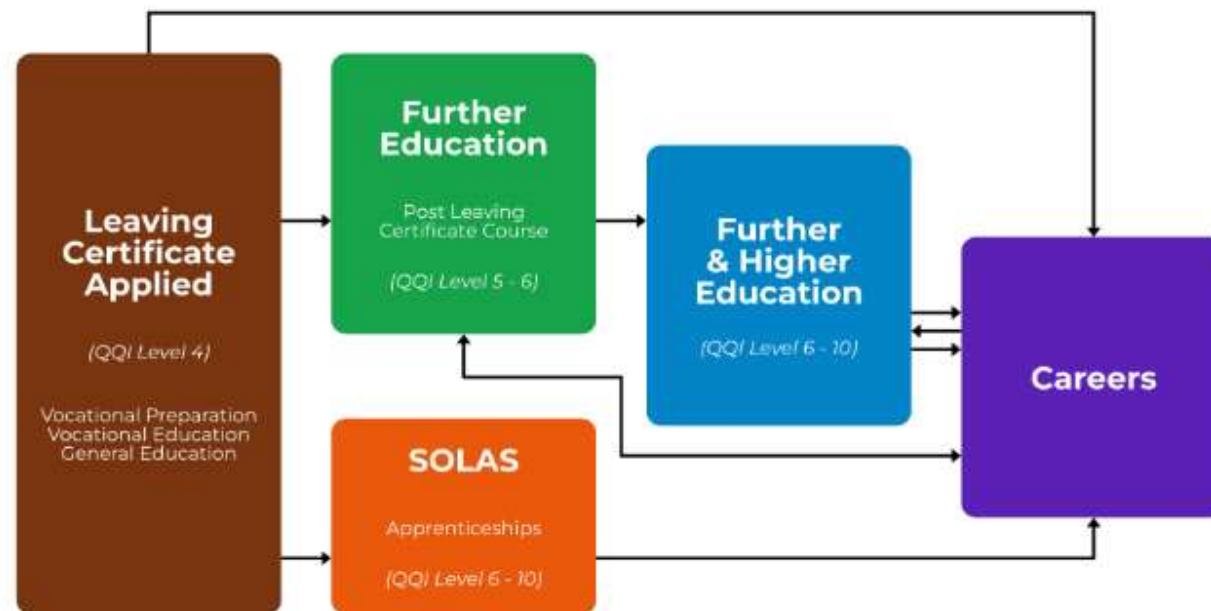 Leaving
Certificate
Applied
(QQI Level 4)
Vocational Preparation
Vocational Education
General Education
Further
Education
Post Leaving
Certificate Course
(QQI Level 5 - 6)
SOLAS
Apprenticeships
(QQI Level 6 - 10)
Further
& Higher
Education
(QQI Level 6 - 10)
Careers